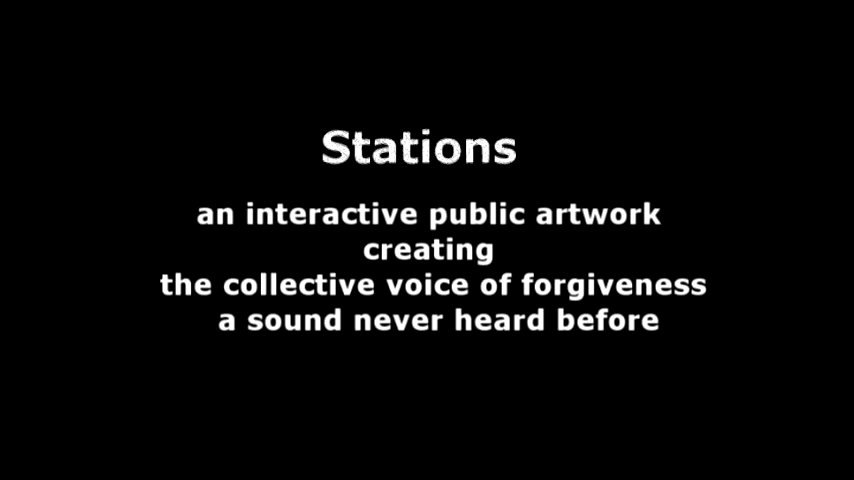 Stations
an interactive public artwork
creating
the collective voice of forgiveness
a sound never heard before